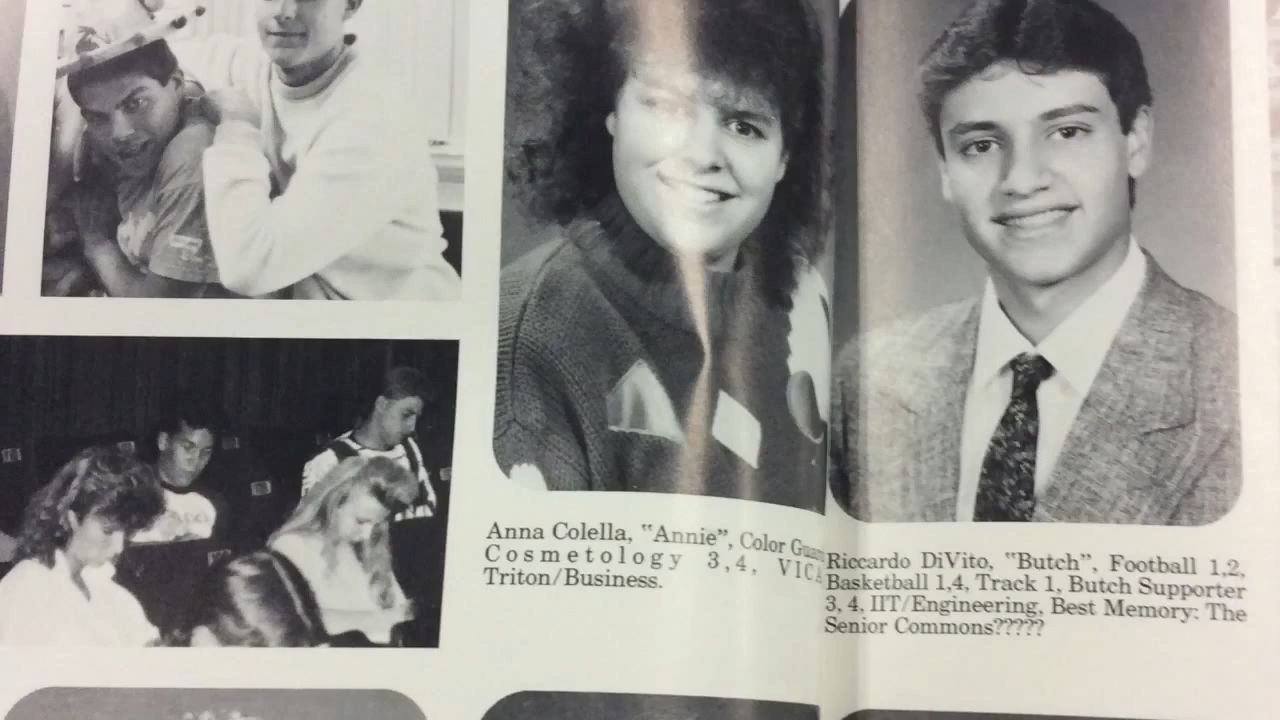 Anna Colella, "Annie", Color
Cosmetology 3,4, VICA
Triton/Business.
Riccardo DiVito, "Butch", Football 1,2,
Basketball 1,4, Track 1, Butch Supporter
3, 4, IIT/Engineering, Best Memory: The
Senior Commons?????